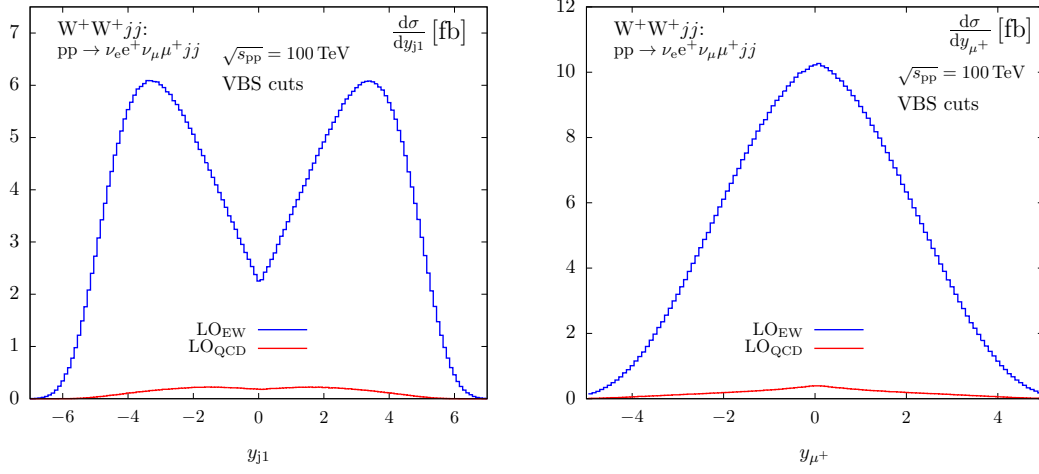 W⁺W⁺jj:
pp → νₑe⁺ν_μμ⁺jj
√s_pp = 100 TeV
VBS cuts
dσ/dy_j1 [fb]
7
6
5
4
3
2
1
0
LO_EW
LO_QCD
−6 −4 −2 0 2 4 6
y_j1
W⁺W⁺jj:
pp → νₑe⁺ν_μμ⁺jj
√s_pp = 100 TeV
VBS cuts
dσ/dy_μ⁺ [fb]
12
10
8
6
4
2
0
LO_EW
LO_QCD
−4 −2 0 2 4
y_μ⁺